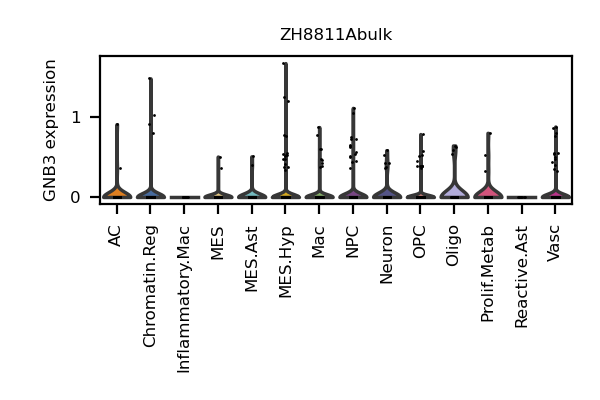 ZH8811Abulk
GNB3 expression
1
0
AC
Chromatin.Reg
Inflammatory.Mac
MES
MES.Ast
MES.Hyp
Mac
NPC
Neuron
OPC
Oligo
Prolif.Metab
Reactive.Ast
Vasc